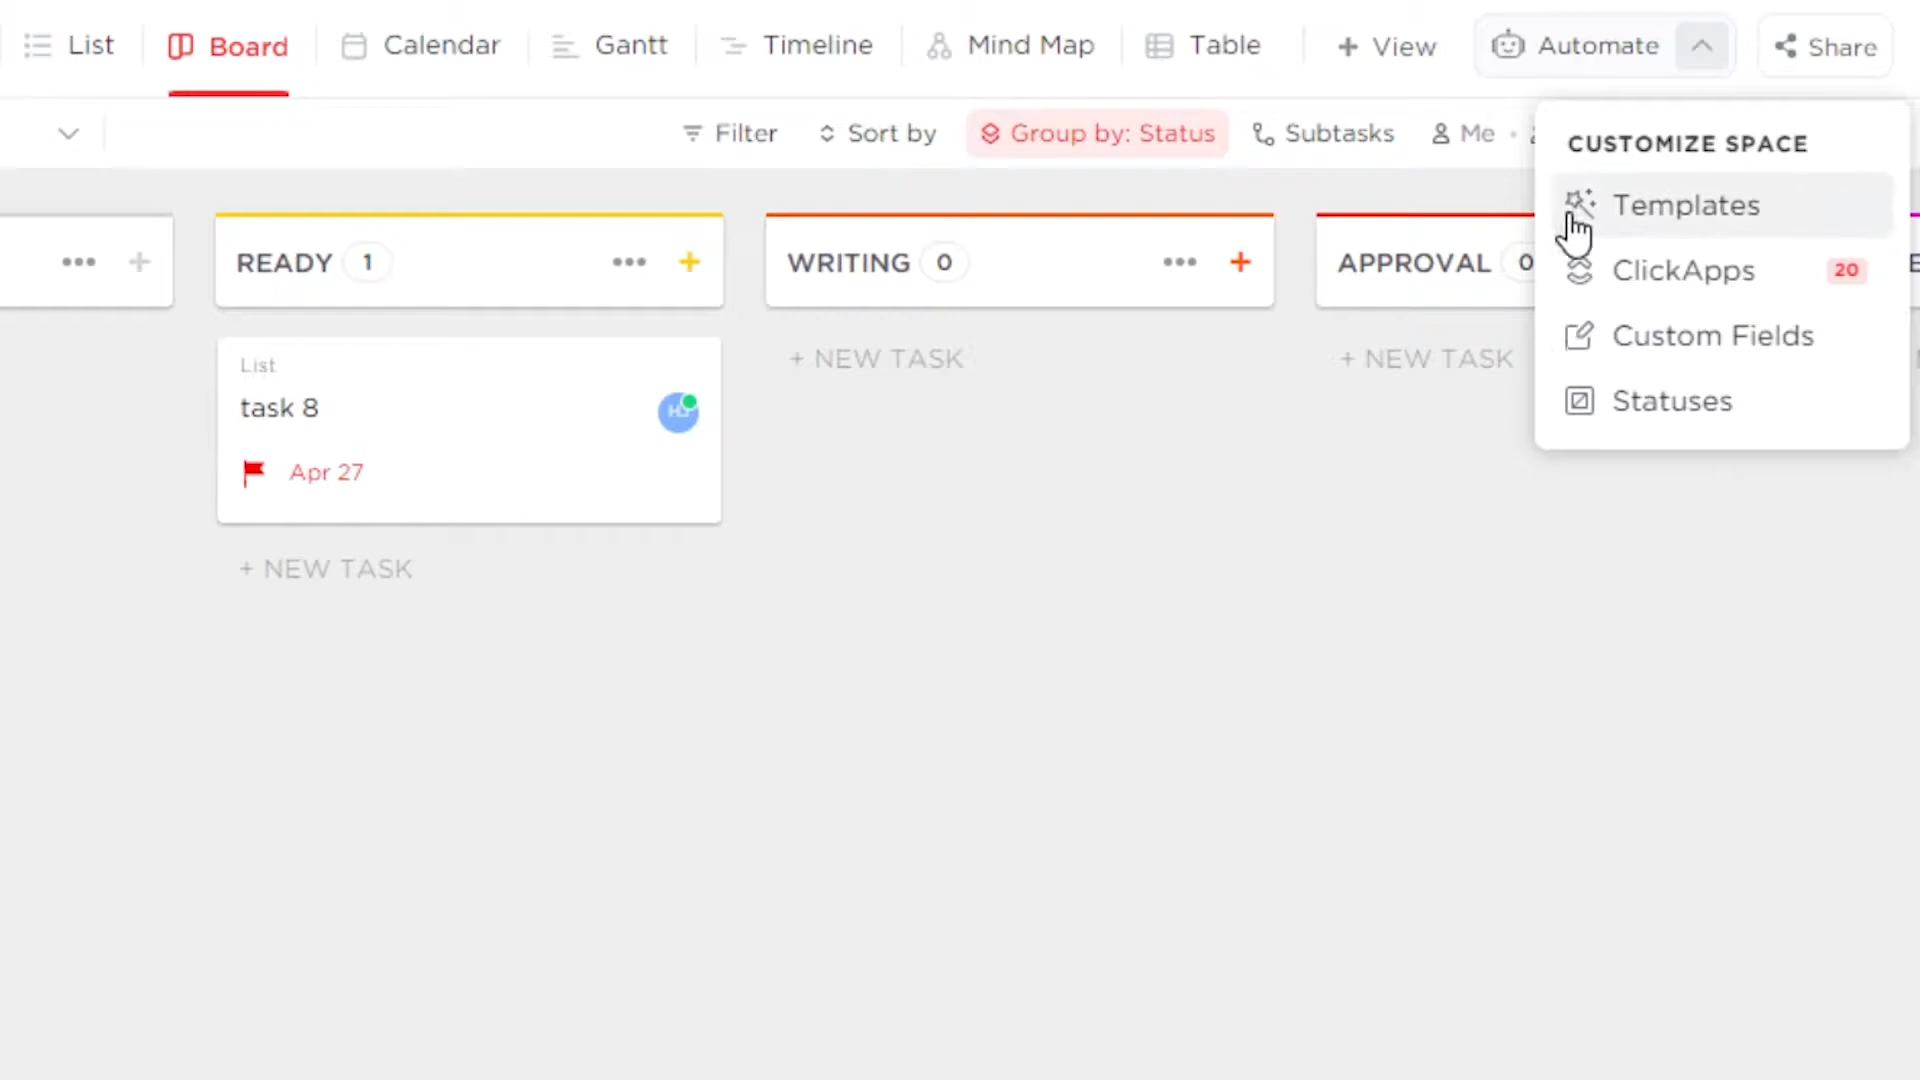 List Board Calendar Gantt Timeline Mind Map Table + View Automate Share
Filter Sort by Group by: Status Subtasks Me
CUSTOMIZE SPACE
Templates
ClickApps 20
Custom Fields
Statuses
READY 1
WRITING 0
APPROVAL 0
List
task 8
HJ
Apr 27
+ NEW TASK
+ NEW TASK
+ NEW TASK